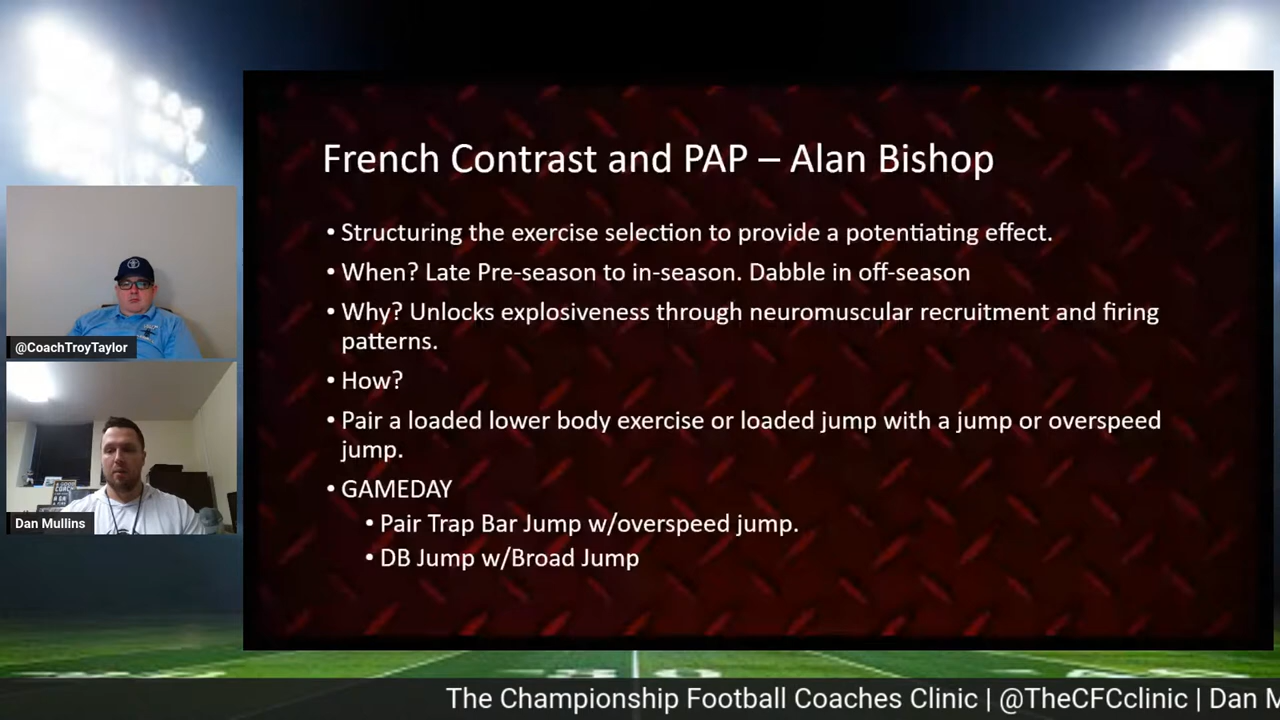 French Contrast and PAP – Alan Bishop
• Structuring the exercise selection to provide a potentiating effect.
• When? Late Pre-season to in-season. Dabble in off-season
• Why? Unlocks explosiveness through neuromuscular recruitment and firing
patterns.
• How?
• Pair a loaded lower body exercise or loaded jump with a jump or overspeed
jump.
• GAMEDAY
• Pair Trap Bar Jump w/overspeed jump.
• DB Jump w/Broad Jump
@CoachTroyTaylor
Dan Mullins
The Championship Football Coaches Clinic | @TheCFCclinic | Dan M